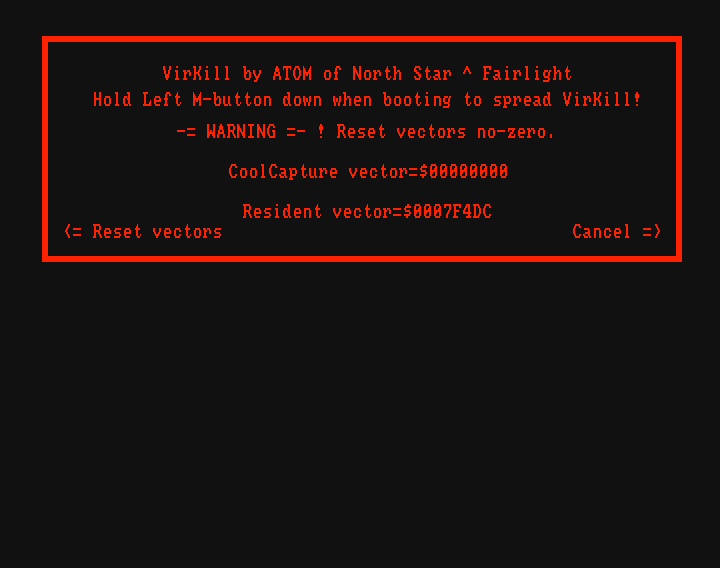 VirKill by ATOM of North Star ^ Fairlight
Hold Left M-button down when booting to spread VirKill!
-= WARNING =- ! Reset vectors no-zero.
CoolCapture vector=$00000000
Resident vector=$0007F4DC
<= Reset vectors Cancel =>